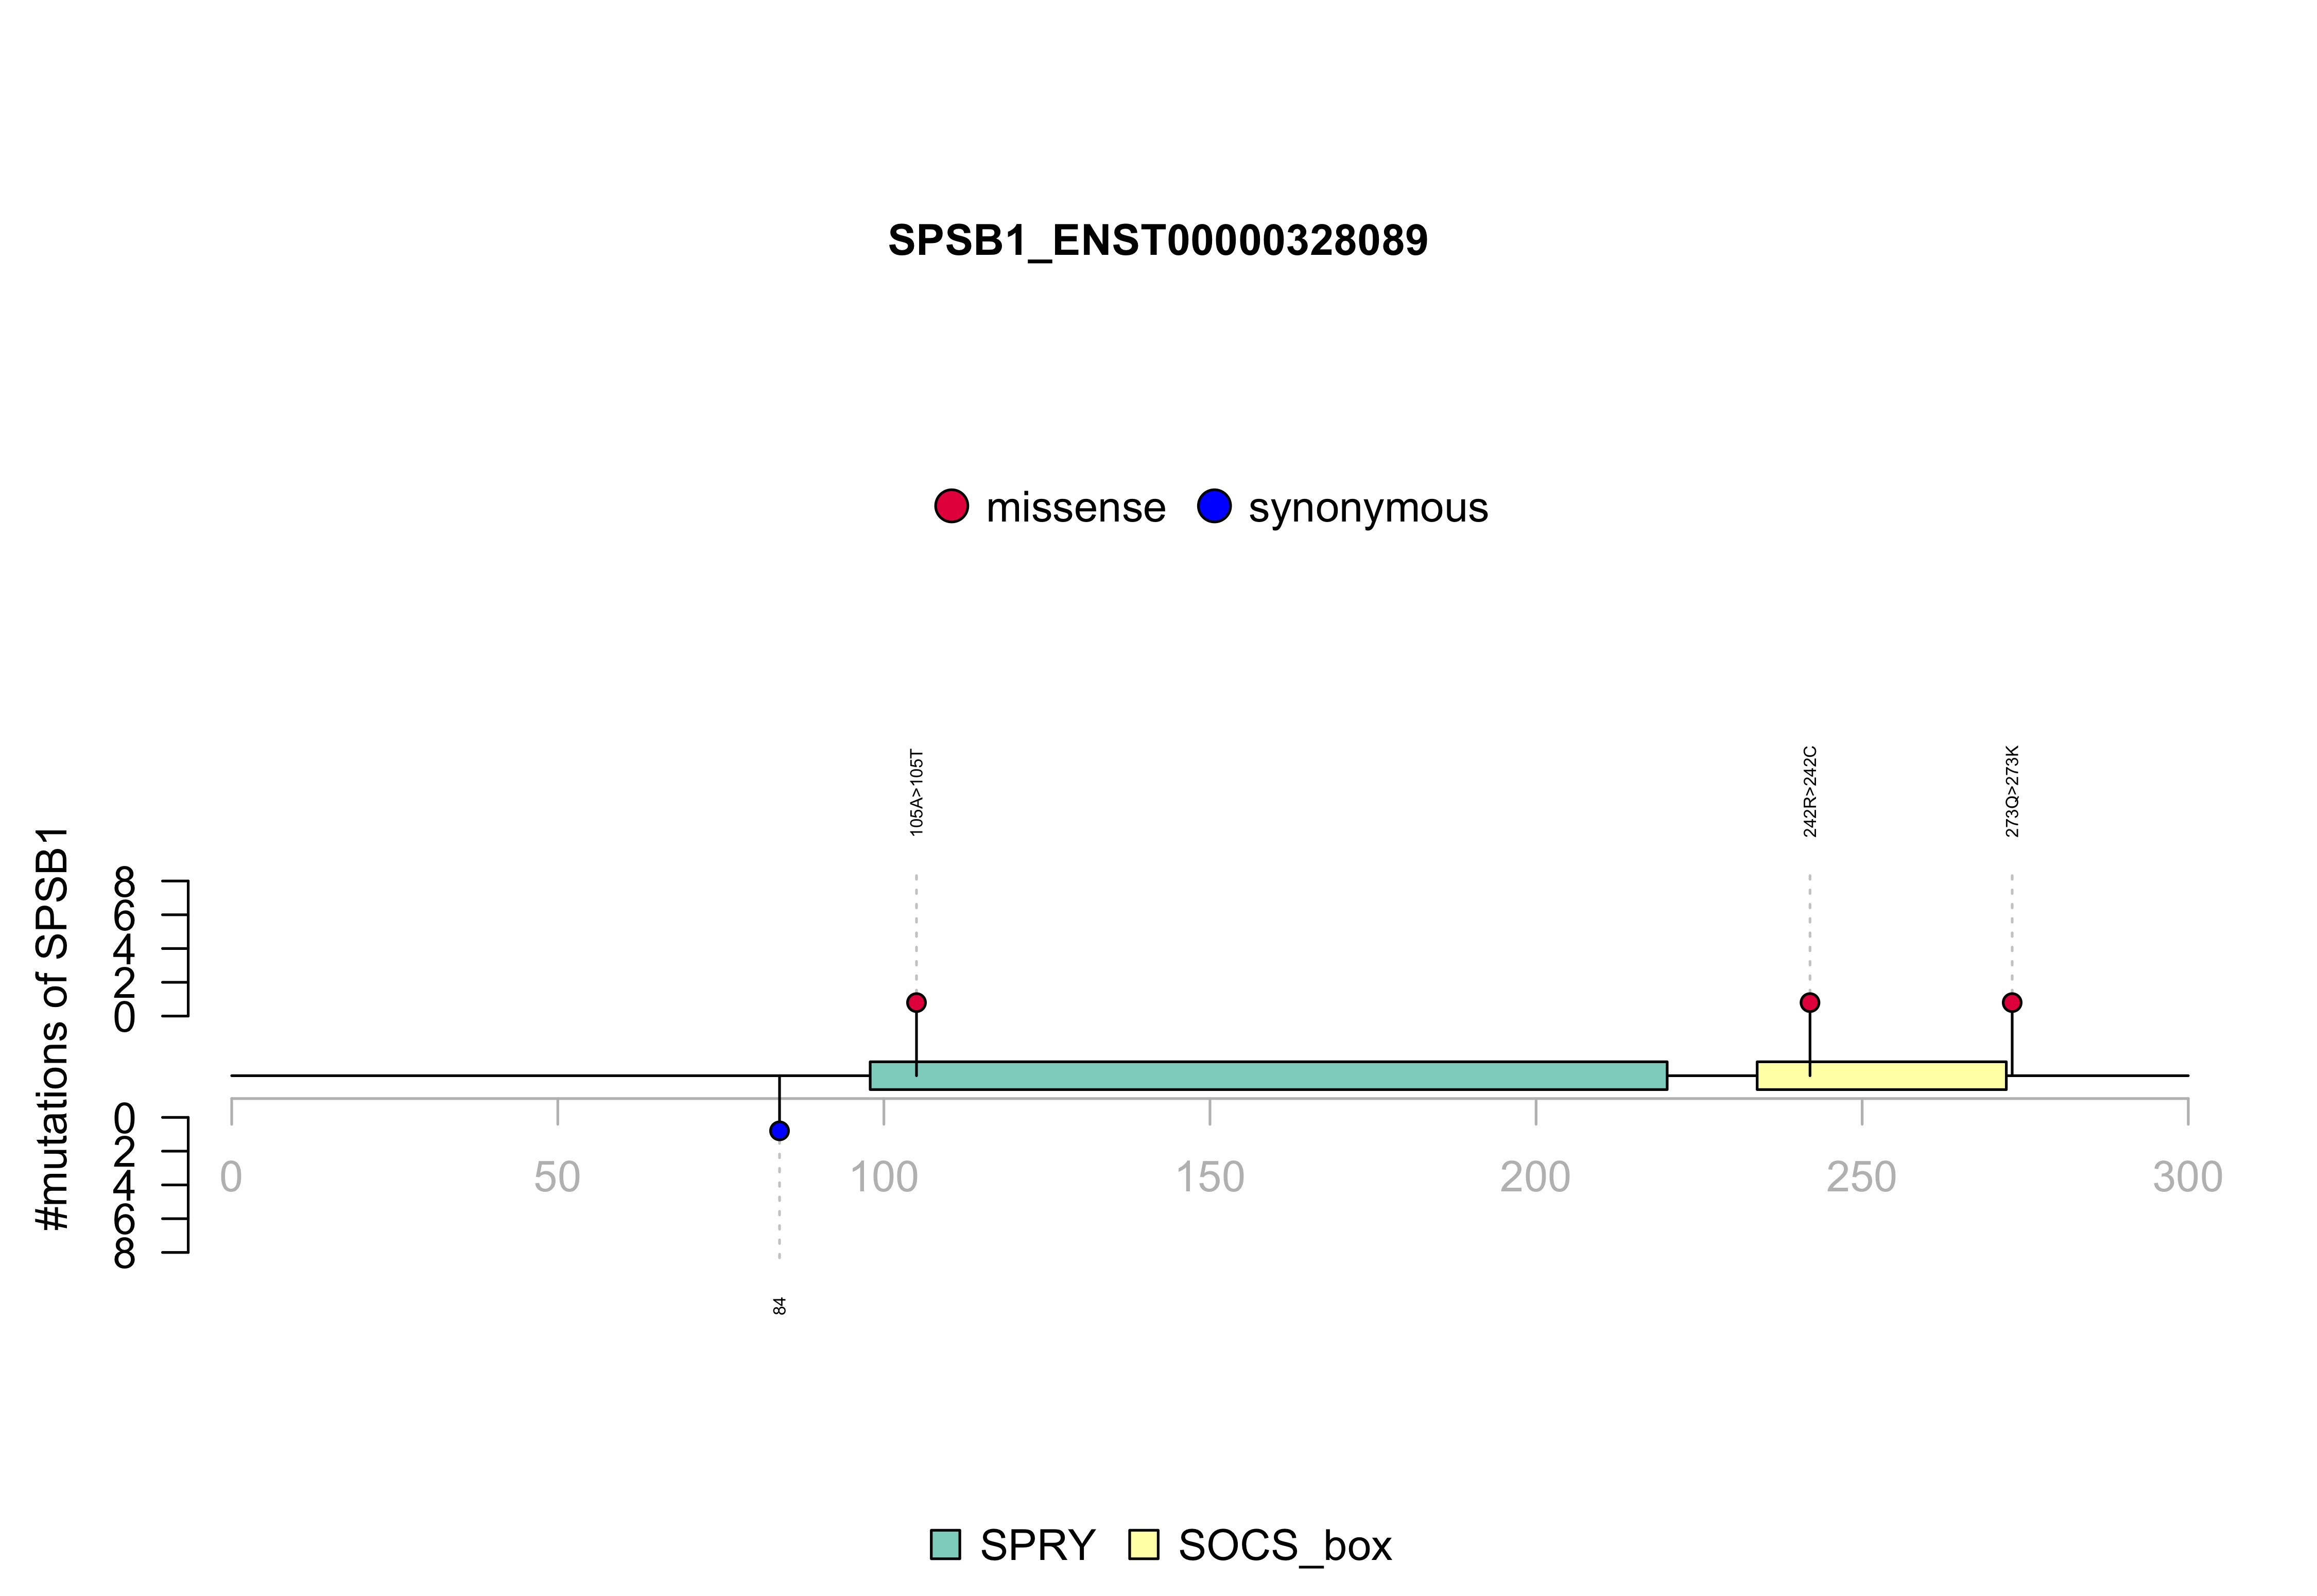 SPSB1_ENST00000328089
missense synonymous
105A>105T
242R>242C
273Q>273K
#mutations of SPSB1
8
6
4
2
0
0
2
4
6
8
0 50 100 150 200 250 300
84
SPRY SOCS_box